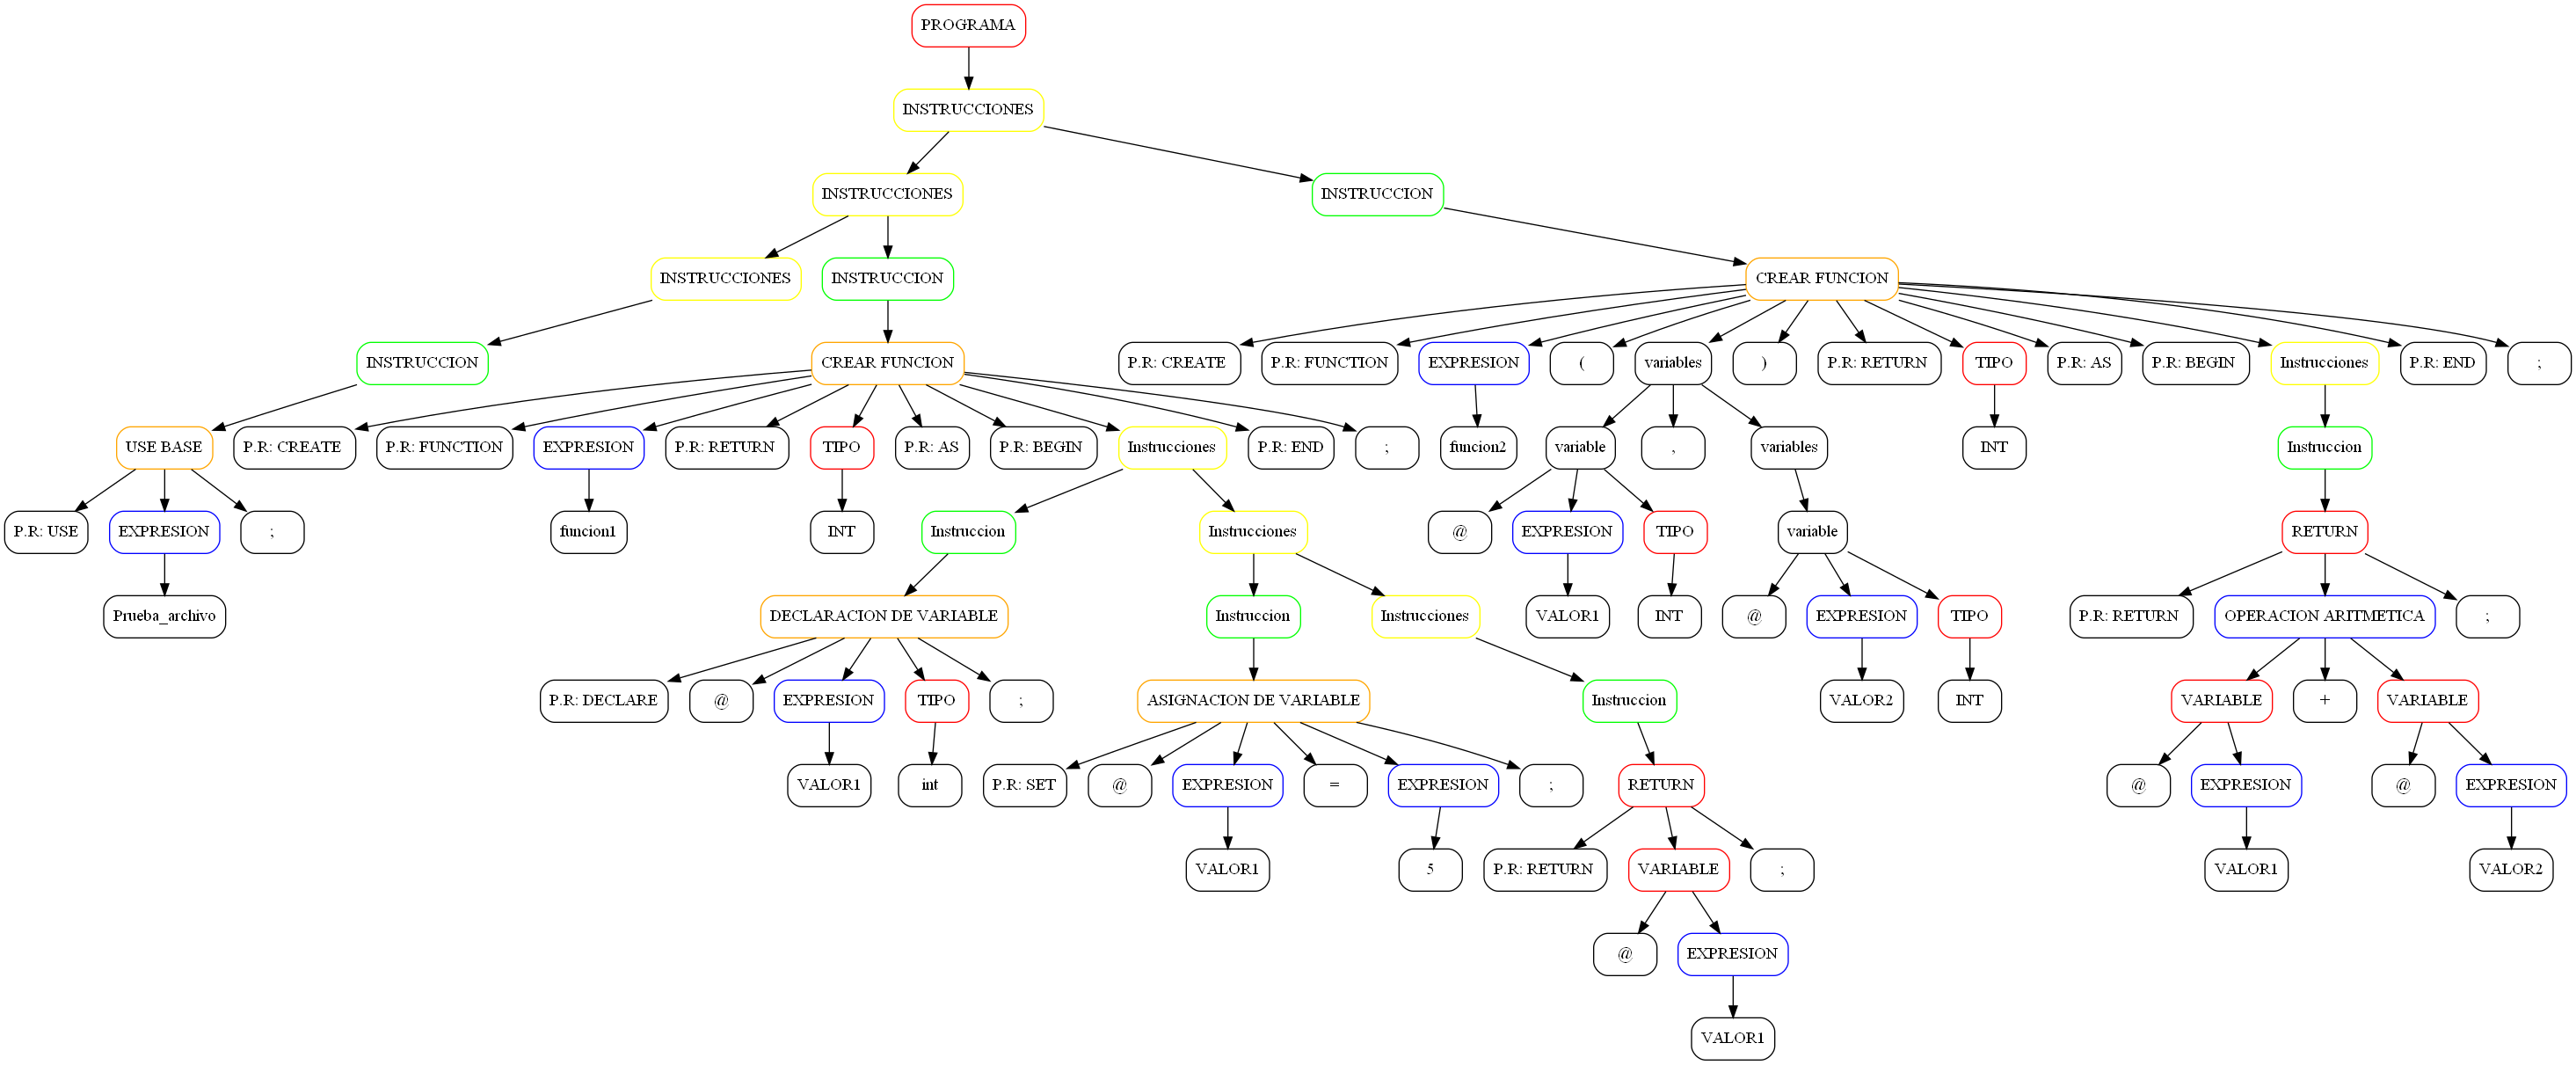 PROGRAMA
INSTRUCCIONES
INSTRUCCIONES
INSTRUCCION
INSTRUCCIONES
INSTRUCCION
CREAR FUNCION
INSTRUCCION
CREAR FUNCION
P.R: CREATE
P.R: FUNCTION
EXPRESION
(
variables
)
P.R: RETURN
TIPO
P.R: AS
P.R: BEGIN
Instrucciones
P.R: END
;
USE BASE
P.R: CREATE
P.R: FUNCTION
EXPRESION
P.R: RETURN
TIPO
P.R: AS
P.R: BEGIN
Instrucciones
P.R: END
;
funcion2
variable
,
variables
INT
Instruccion
P.R: USE
EXPRESION
;
funcion1
INT
Instruccion
Instrucciones
@
EXPRESION
TIPO
variable
RETURN
Prueba_archivo
DECLARACION DE VARIABLE
Instruccion
Instrucciones
VALOR1
INT
@
EXPRESION
TIPO
P.R: RETURN
OPERACION ARITMETICA
;
P.R: DECLARE
@
EXPRESION
TIPO
;
ASIGNACION DE VARIABLE
Instruccion
VALOR2
INT
VARIABLE
+
VARIABLE
VALOR1
int
P.R: SET
@
EXPRESION
=
EXPRESION
;
RETURN
@
EXPRESION
@
EXPRESION
VALOR1
5
P.R: RETURN
VARIABLE
;
VALOR1
VALOR2
@
EXPRESION
VALOR1